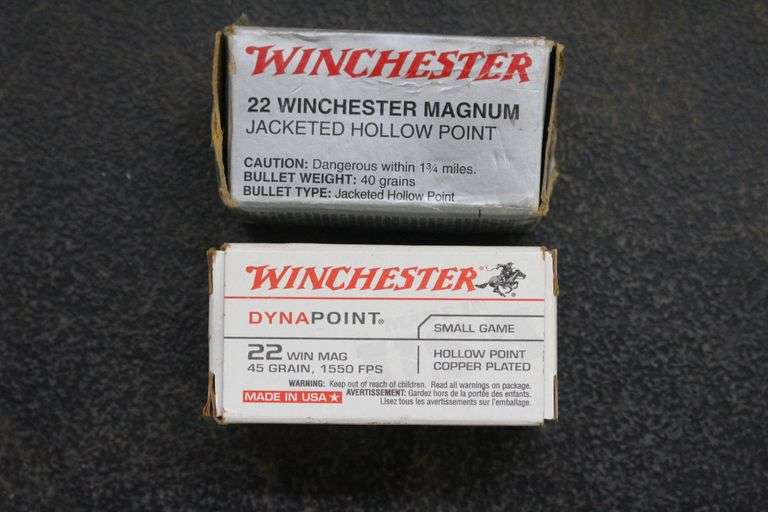 WINCHESTER
22 WINCHESTER MAGNUM
JACKETED HOLLOW POINT
CAUTION: Dangerous within 1¾ miles.
BULLET WEIGHT: 40 grains
BULLET TYPE: Jacketed Hollow Point
WINCHESTER®
DYNAPOINT®
SMALL GAME
22 WIN MAG
45 GRAIN, 1550 FPS
HOLLOW POINT
COPPER PLATED
WARNING: Keep out of reach of children. Read all warnings on package.
MADE IN USA★
AVERTISSEMENT: Gardez hors de la portée des enfants.
Lisez tous les avertissements sur l'emballage.